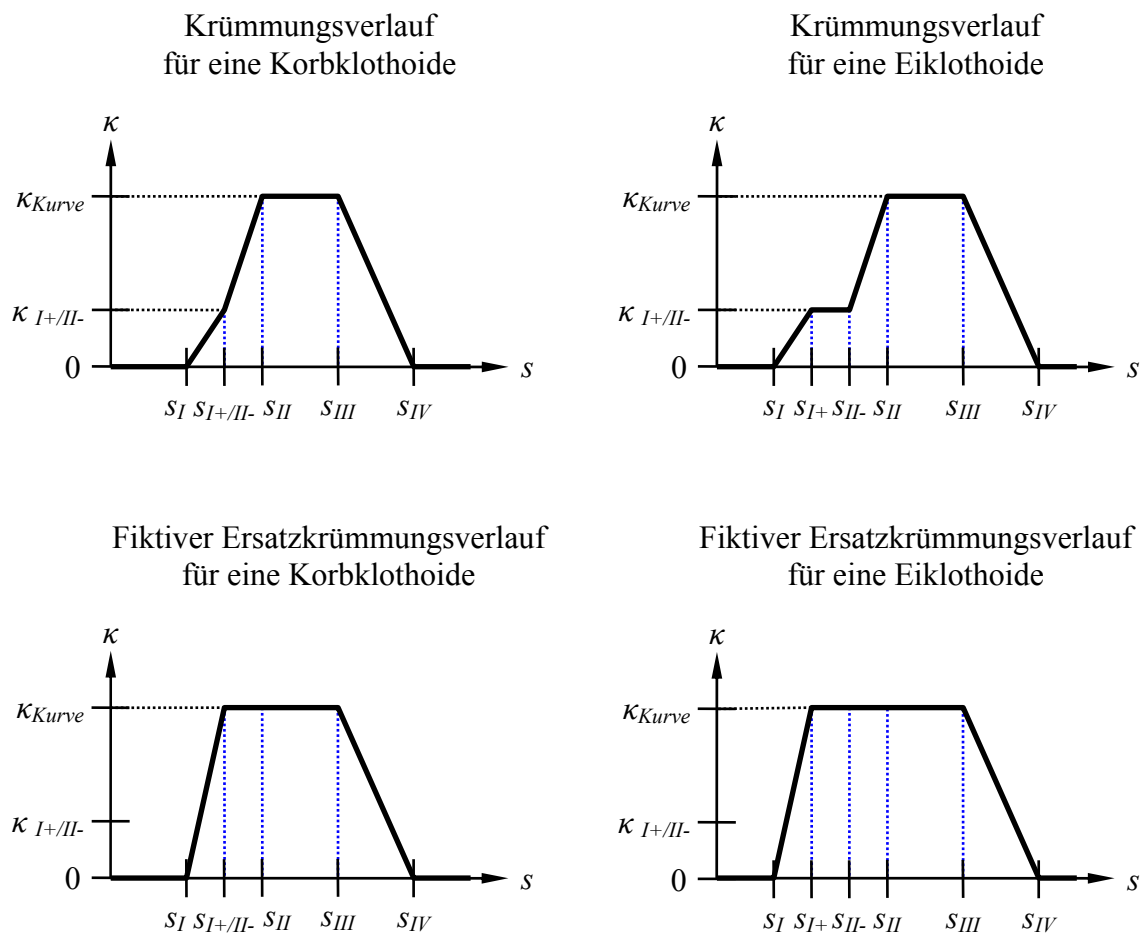 Krümmungsverlauf
für eine Korbklothoide
κ
κKurve
κ I+/II-
0
sI sI+/II- sII sIII sIV
s
Krümmungsverlauf
für eine Eiklothoide
κ
κKurve
κ I+/II-
0
sI sI+ sII- sII sIII sIV
s
Fiktiver Ersatzkrümmungsverlauf
für eine Korbklothoide
κ
κKurve
κ I+/II-
0
sI sI+/II- sII sIII sIV
s
Fiktiver Ersatzkrümmungsverlauf
für eine Eiklothoide
κ
κKurve
κ I+/II-
0
sI sI+ sII- sII sIII sIV
s